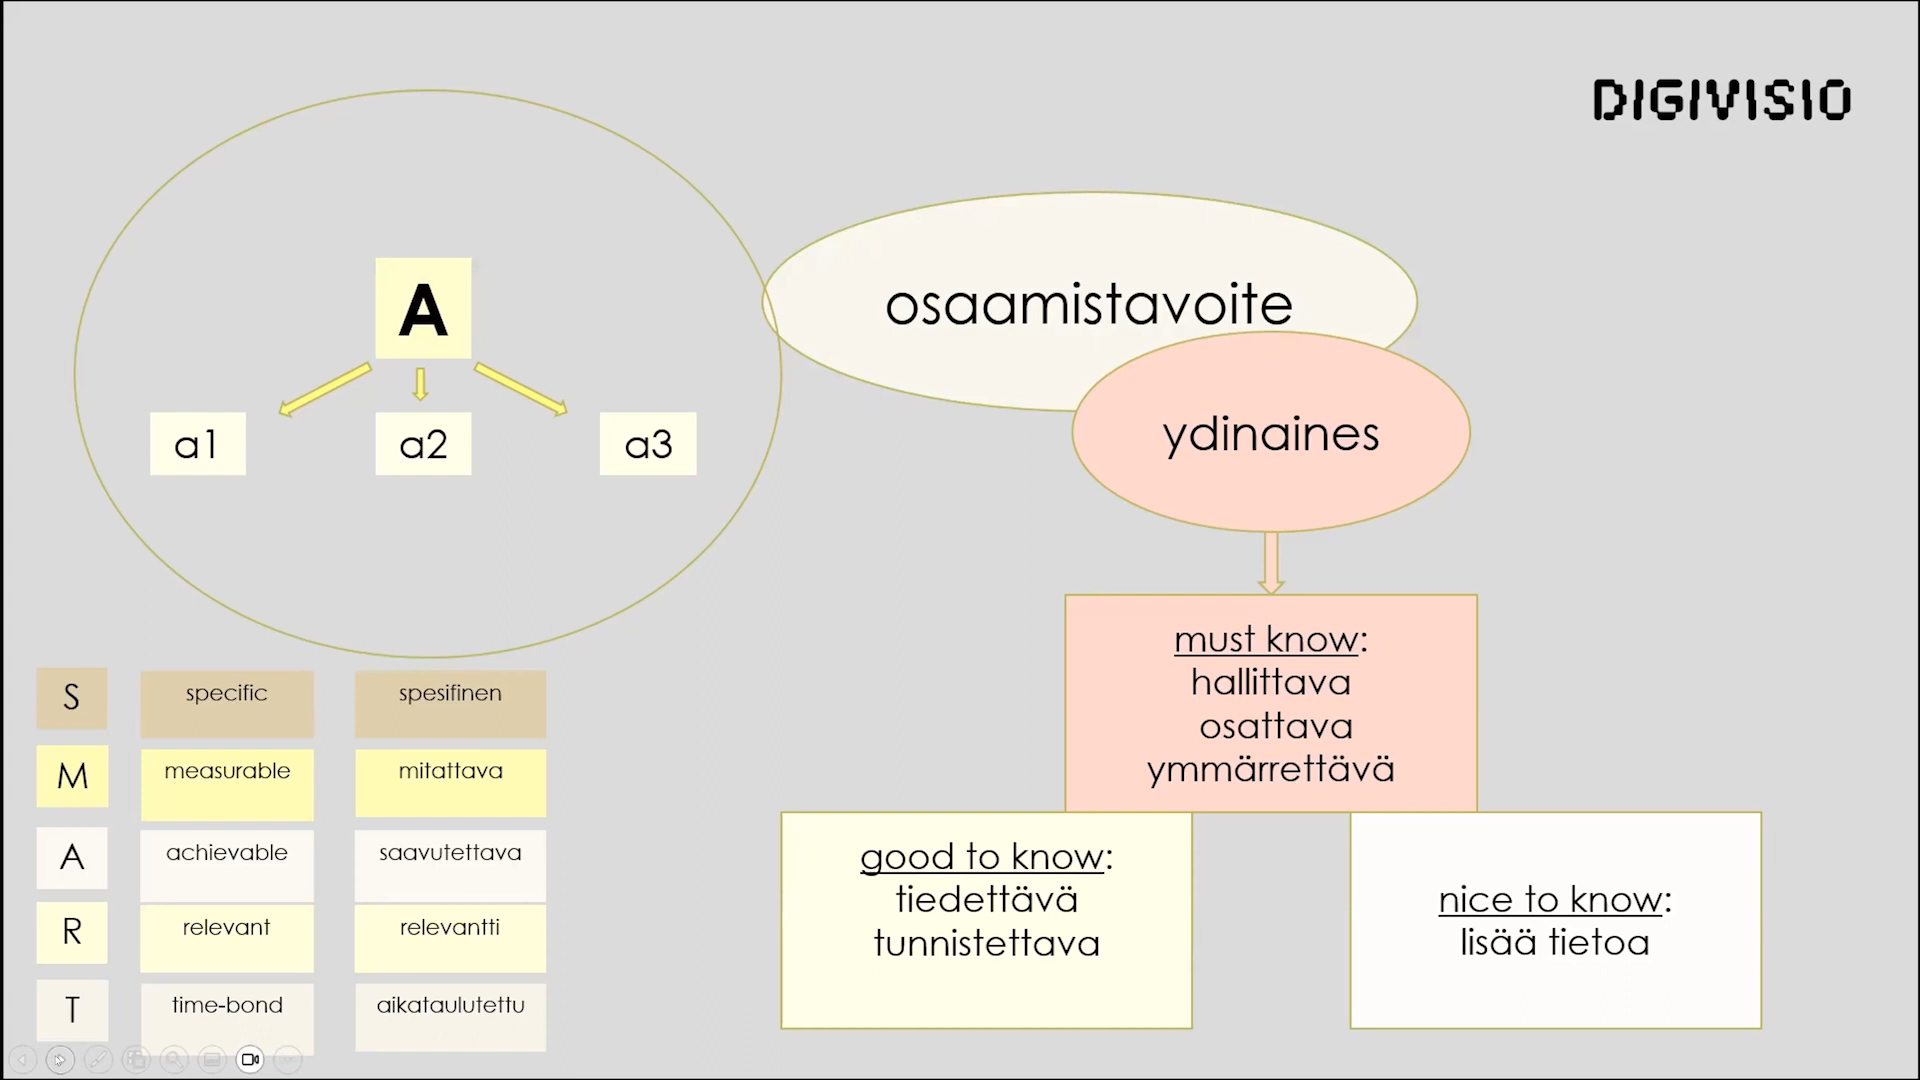 DIGIVISIO
A
a1
a2
a3
osaamistavoite
ydinaines
must know:
hallittava
osattava
ymmärrettävä
good to know:
tiedettävä
tunnistettava
nice to know:
lisää tietoa
S specific spesifinen
M measurable mitattava
A achievable saavutettava
R relevant relevantti
T time-bond aikataulutettu